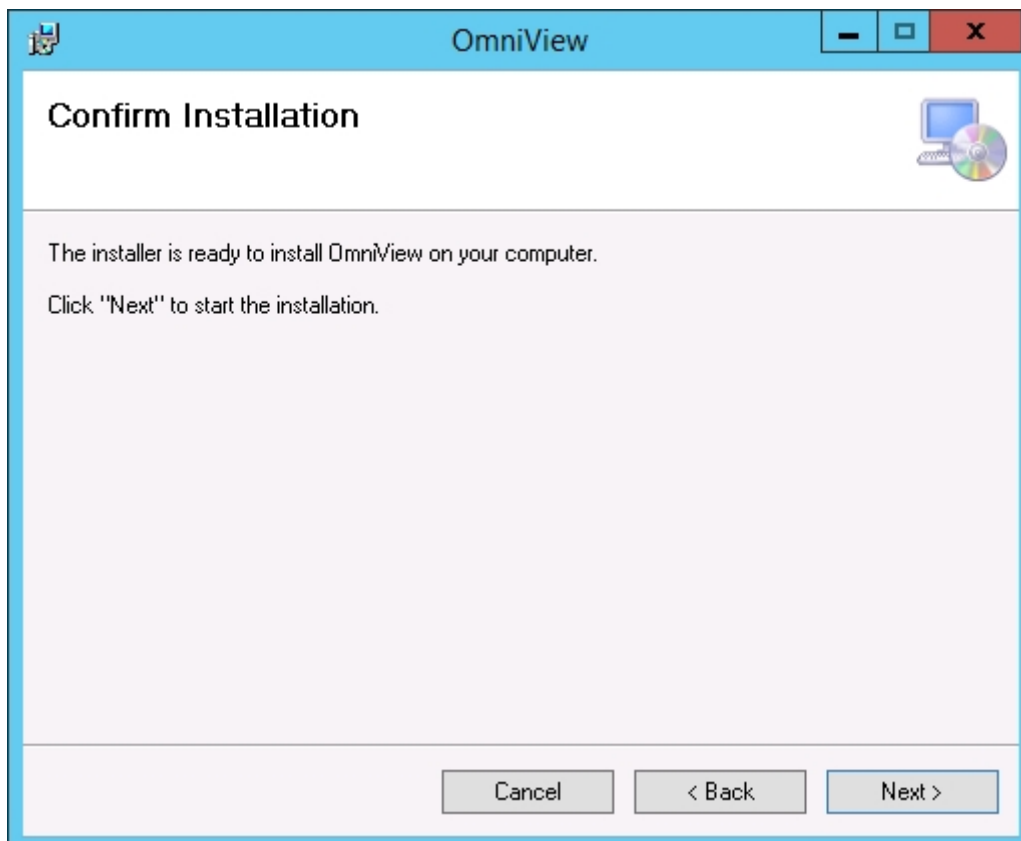 OmniView
Confirm Installation
The installer is ready to install OmniView on your computer.
Click "Next" to start the installation.
Cancel
< Back
Next >